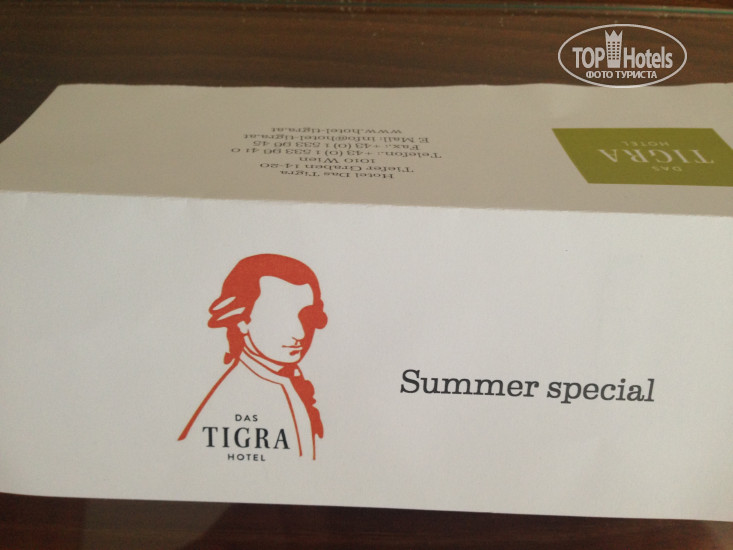 TOP Hotels
ФОТО ТУРИСТА
DAS
TIGRA
HOTEL
Hotel Das Tigra
Tiefer Graben 14-20
1010 Wien
Telefon.: +43 (0) 1 533 96 41 0
Fax.: +43 (0) 1 533 96 45
E Mail: info@hotel-tigra.at
www.hotel-tigra.at
Summer special
DAS
TIGRA
HOTEL